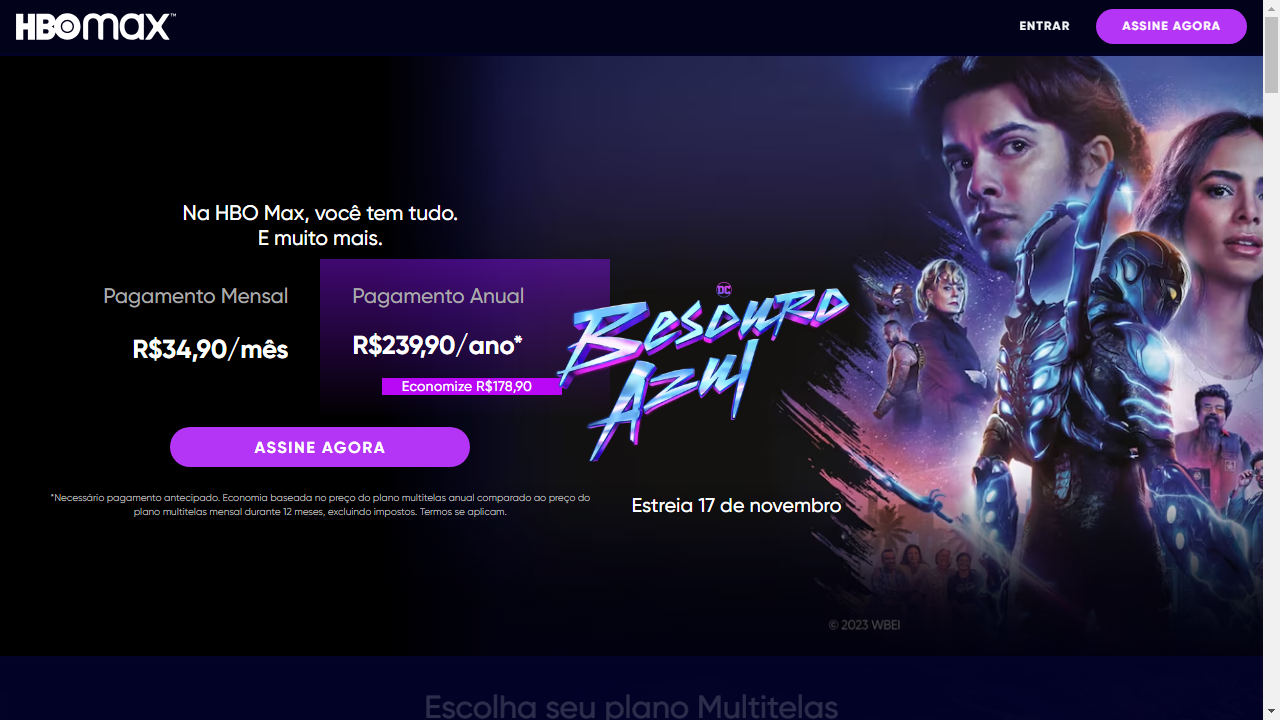 HBOmax™
ENTRAR
ASSINE AGORA
Na HBO Max, você tem tudo.
E muito mais.
Pagamento Mensal
R$34,90/mês
Pagamento Anual
R$239,90/ano*
Economize R$178,90
ASSINE AGORA
*Necessário pagamento antecipado. Economia baseada no preço do plano multitelas anual comparado ao preço do
plano multitelas mensal durante 12 meses, excluindo impostos. Termos se aplicam.
DC
BESOURO
AZUL
Estreia 17 de novembro
© 2023 WBEI
Escolha seu plano Multitelas